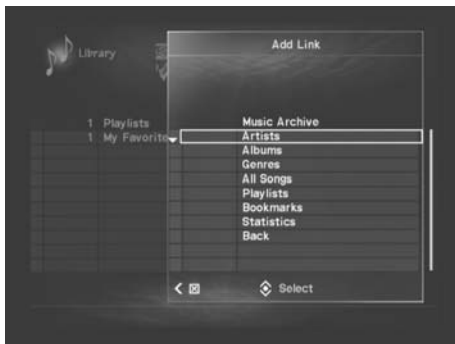 Library
Add Link
1 Playlists
1 My Favorite
Music Archive
Artists
Albums
Genres
All Songs
Playlists
Bookmarks
Statistics
Back
Select